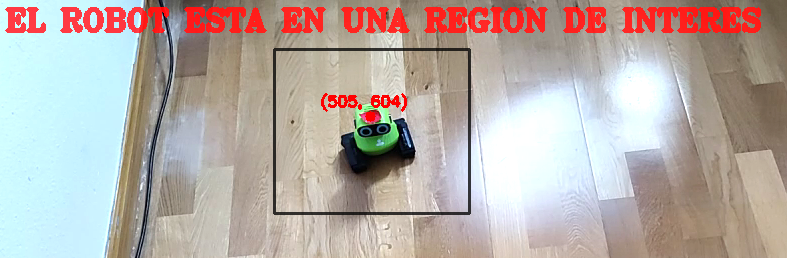 EL ROBOT ESTA EN UNA REGION DE INTERES
(505, 604)